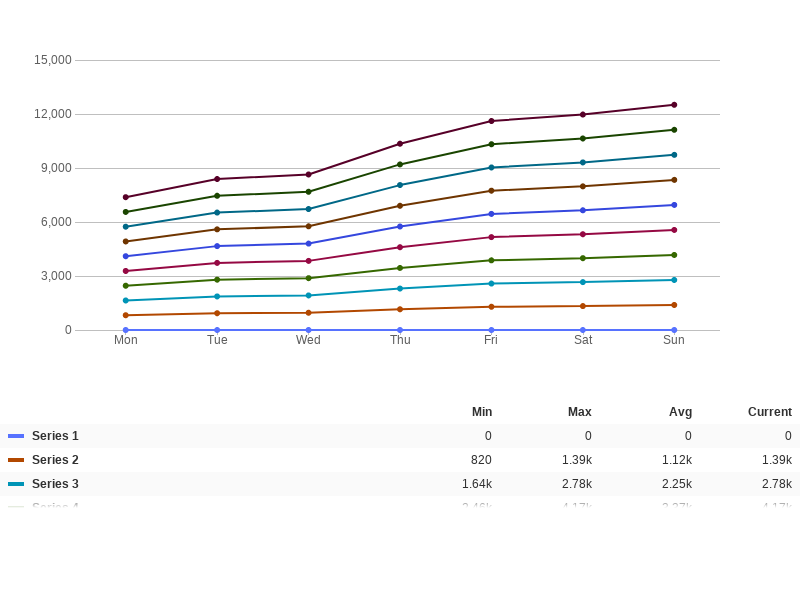 15,000
12,000
9,000
6,000
3,000
0
Mon Tue Wed Thu Fri Sat Sun
Min Max Avg Current
Series 1 0 0 0 0
Series 2 820 1.39k 1.12k 1.39k
Series 3 1.64k 2.78k 2.25k 2.78k